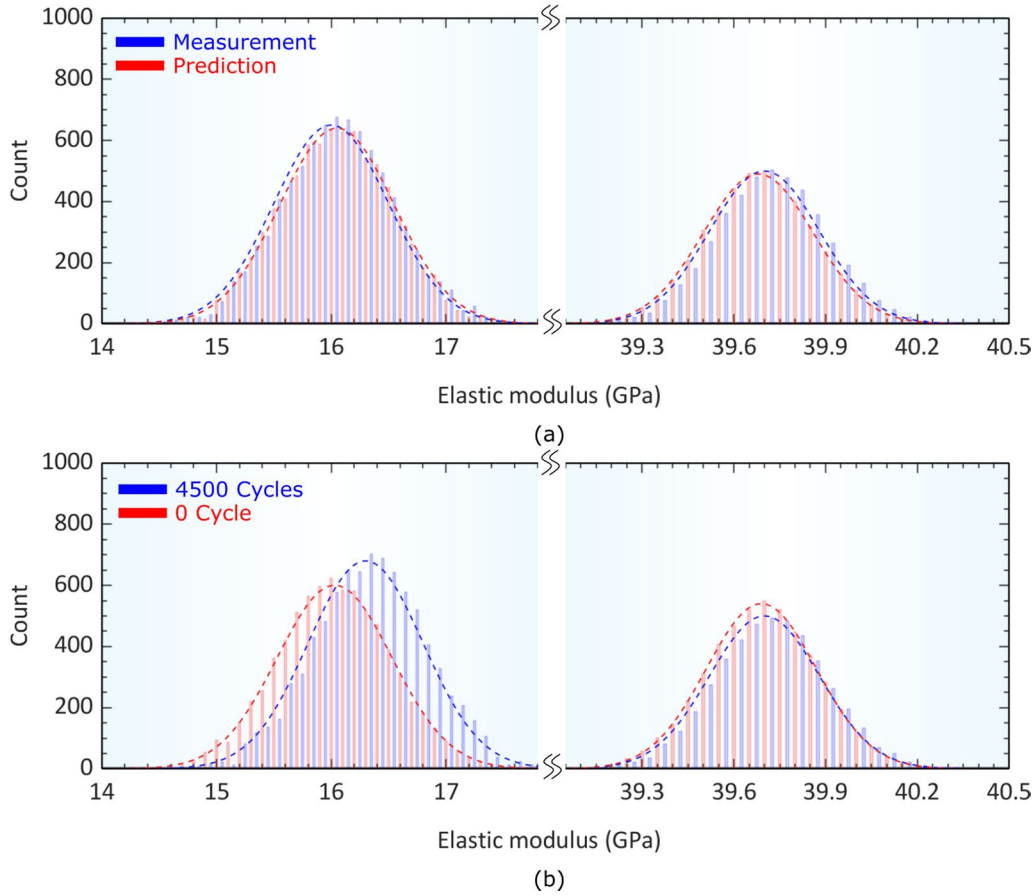 1000
Measurement
Prediction
800
600
Count
400
200
0
14 15 16 17 39.3 39.6 39.9 40.2 40.5
Elastic modulus (GPa)
(a)
1000
4500 Cycles
0 Cycle
800
600
Count
400
200
0
14 15 16 17 39.3 39.6 39.9 40.2 40.5
Elastic modulus (GPa)
(b)